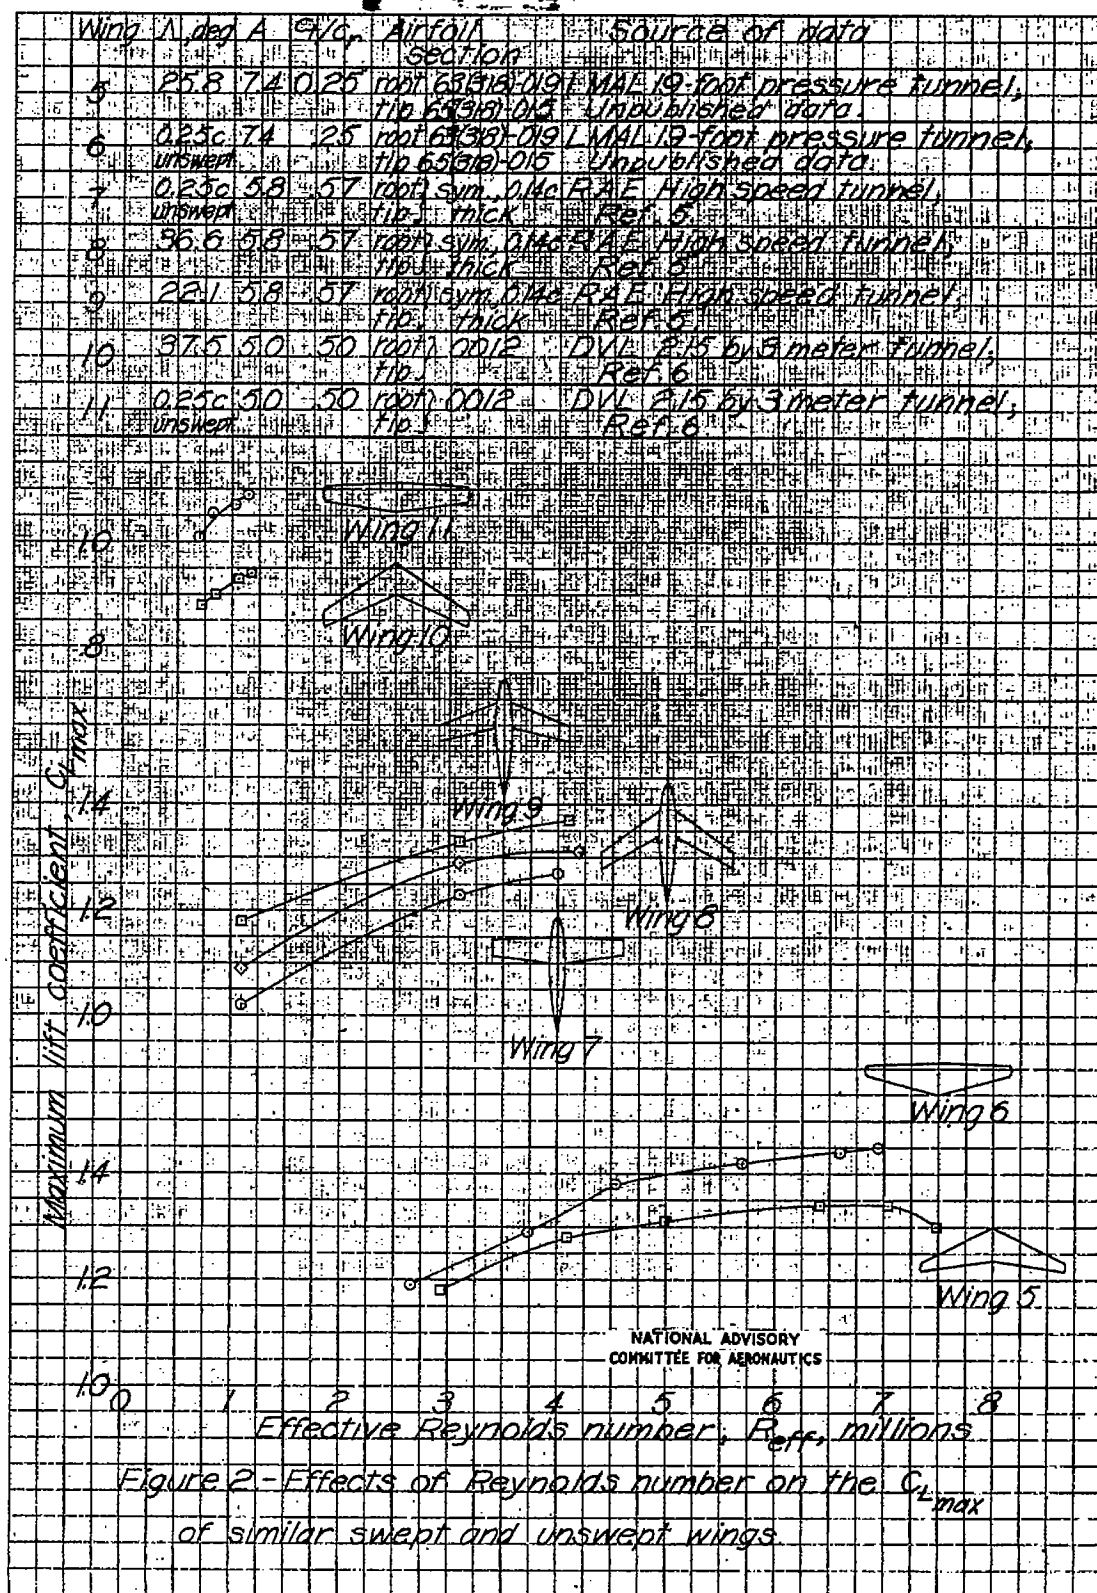 Wing Λ, deg A Ct/Cr Airfoil Source of data
section
5 25.8 7.4 0.25 root 65(318)-019 LMAL 19-foot pressure tunnel,
tip 65(318)-015 Unpublished data.
6 0.25c 7.4 .25 root 65(318)-019 LMAL 19-foot pressure tunnel,
unswept tip 65(318)-015 Unpublished data.
7 0.25c 5.8 .57 root} sym., 0.14c RAE High speed tunnel,
unswept tip} thick Ref. 5.
8 36.6 5.8 .57 root} sym., 0.14c RAE High speed tunnel,
tip} thick Ref. 5
9 22.1 5.8 .57 root} sym., 0.14c RAE High speed tunnel,
tip} thick Ref. 5.
10 37.5 5.0 .50 root} 0012 DVL 2.15 by 3 meter tunnel,
tip} Ref. 6
11 0.25c 5.0 .50 root} 0012 DVL 2.15 by 3 meter tunnel,
unswept tip} Ref. 6.
Wing 11
1.0
Wing 10
.8
Maximum lift coefficient, CLmax
1.4
Wing 9
1.2
Wing 8
1.0
Wing 7
Wing 6
1.4
1.2
Wing 5
NATIONAL ADVISORY
COMMITTEE FOR AERONAUTICS
1.0
0 1 2 3 4 5 6 7 8
Effective Reynolds number, Reff, millions
Figure 2.-Effects of Reynolds number on the CLmax
of similar swept and unswept wings.